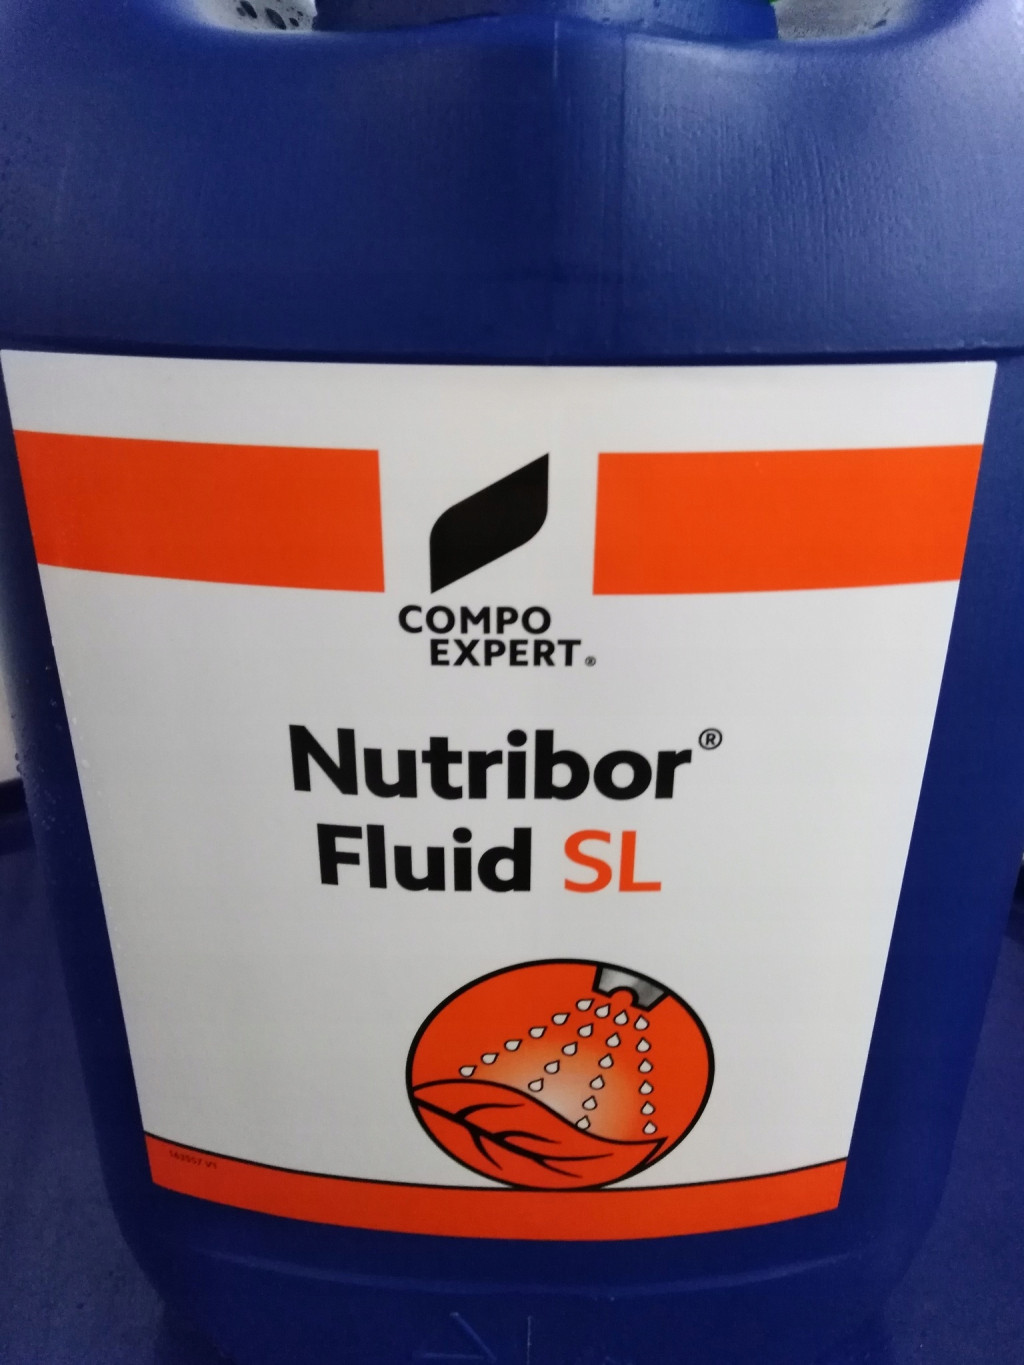 COMPO
EXPERT®
Nutribor®
Fluid SL